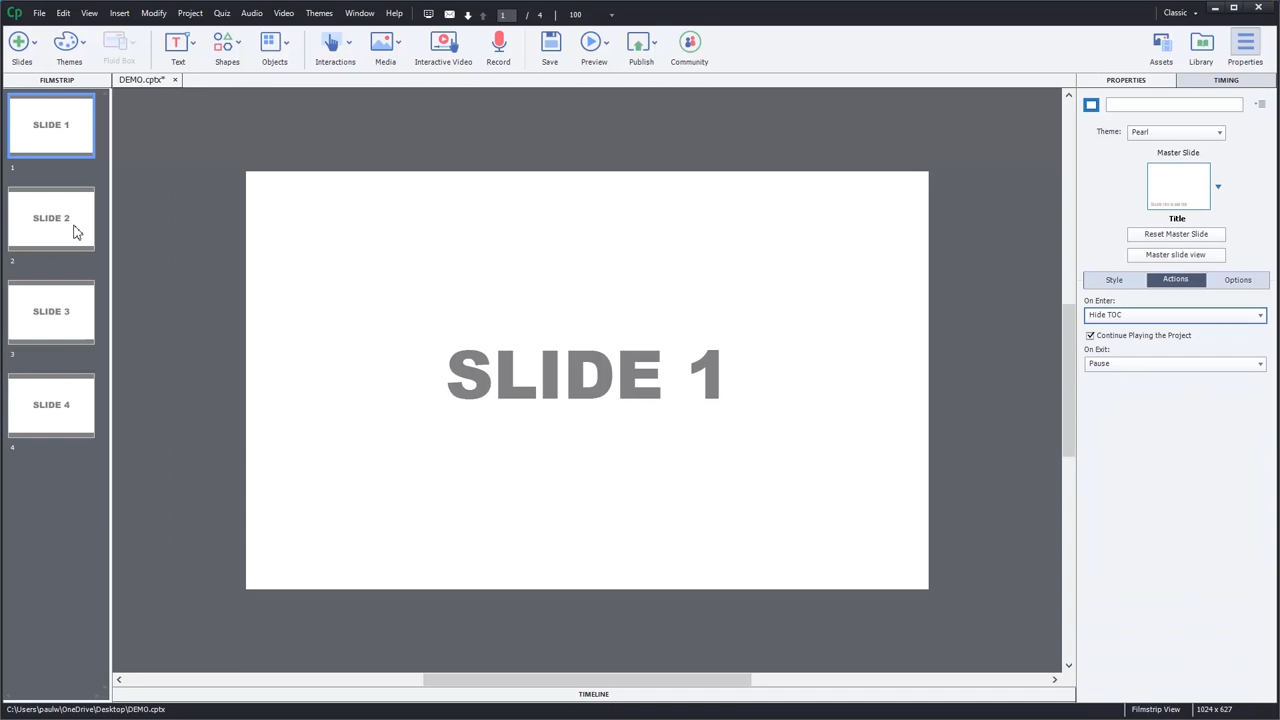 Cp File Edit View Insert Modify Project Quiz Audio Video Themes Window Help 1 / 4 100 Classic
Slides Themes Fluid Box Text Shapes Objects Interactions Media Interactive Video Record Save Preview Publish Community Assets Library Properties
FILMSTRIP DEMO.cptx* × PROPERTIES TIMING
SLIDE 1
1
SLIDE 2
2
SLIDE 3
3
SLIDE 4
4
SLIDE 1
Theme: Pearl
Master Slide
Title
Reset Master Slide
Master slide view
Style Actions Options
On Enter:
Hide TOC
Continue Playing the Project
On Exit:
Pause
TIMELINE
C:\Users\paulw\OneDrive\Desktop\DEMO.cptx Filmstrip View 1024 x 627